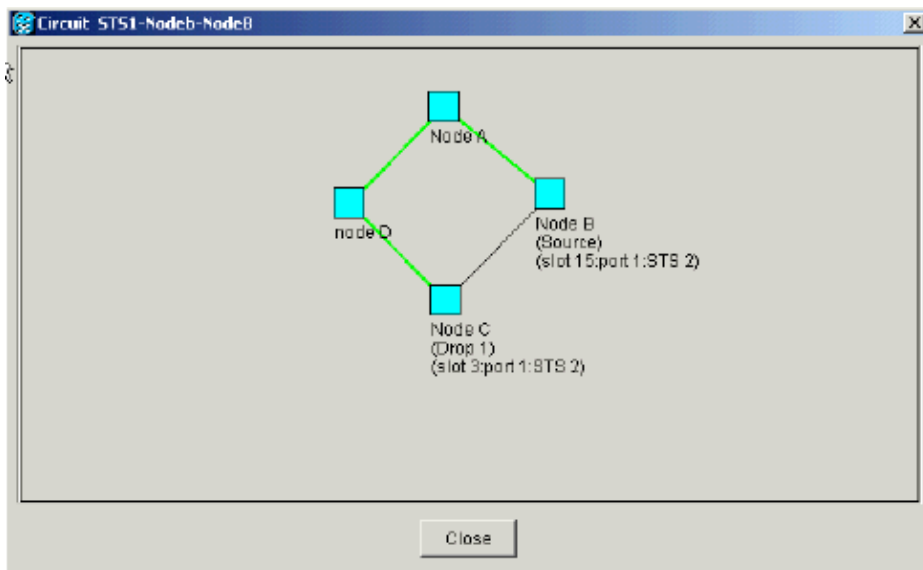 Circuit STS1-Nodeb-Node8
Node A
node D
Node B
(Source)
(slot 15:port 1:STS 2)
Node C
(Drop 1)
(slot 3:port 1:STS 2)
Close